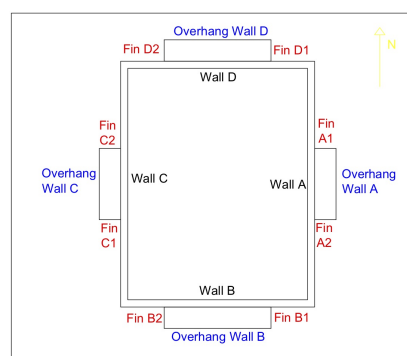 Overhang Wall D
Fin D2
Fin D1
N
Wall D
Fin
C2
Fin
A1
Overhang
Wall C
Wall C
Wall A
Overhang
Wall A
Fin
C1
Fin
A2
Wall B
Fin B2
Fin B1
Overhang Wall B